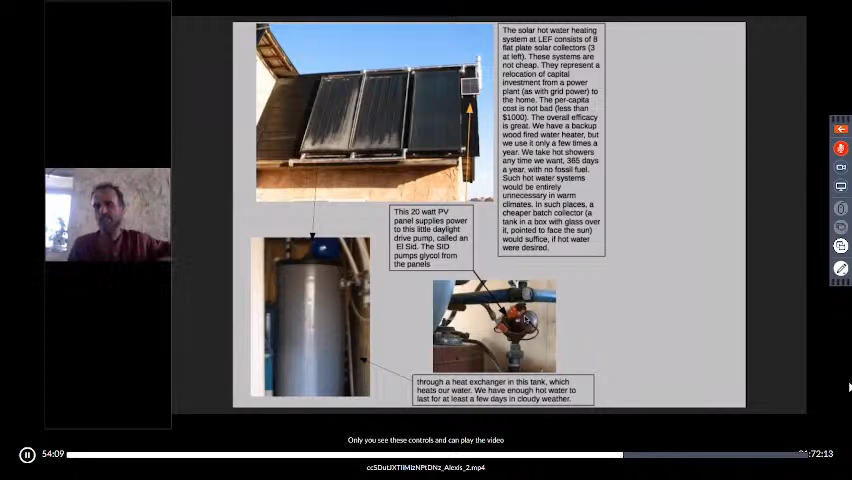 The solar hot water heating
system at LEF consists of 8
flat plate solar collectors (3
at left). These systems are
not cheap. They represent a
relocation of capital
investment from a power
plant (as with grid power) to
the home. The per-capita
cost is not bad (less than
$1000). The overall efficacy
is great. We have a backup
wood fired water heater, but
we use it only a few times a
year. We take hot showers
any time we want, 365 days
a year, with no fossil fuel.
Such hot water systems
would be entirely
unnecessary in warm
climates. In such places, a
cheaper batch collector (a
tank in a box with glass over
it, pointed to face the sun)
would suffice, if hot water
were desired.
This 20 watt PV
panel supplies power
to this little daylight
drive pump, called an
El Sid. The SID
pumps glycol from
the panels
through a heat exchanger in this tank, which
heats our water. We have enough hot water to
last for at least a few days in cloudy weather.
Only you see these controls and can play the video
54:09
72:13